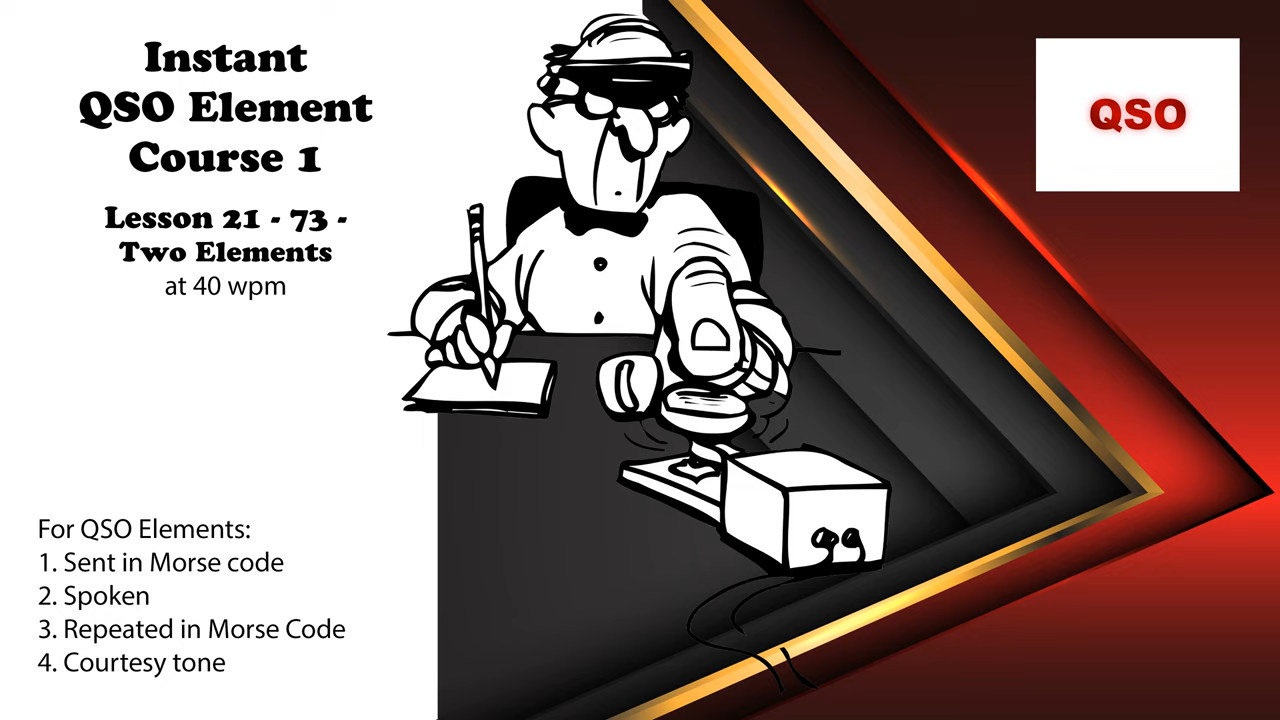 Instant
QSO Element
Course 1
Lesson 21 - 73 -
Two Elements
at 40 wpm
QSO
For QSO Elements:
1. Sent in Morse code
2. Spoken
3. Repeated in Morse Code
4. Courtesy tone